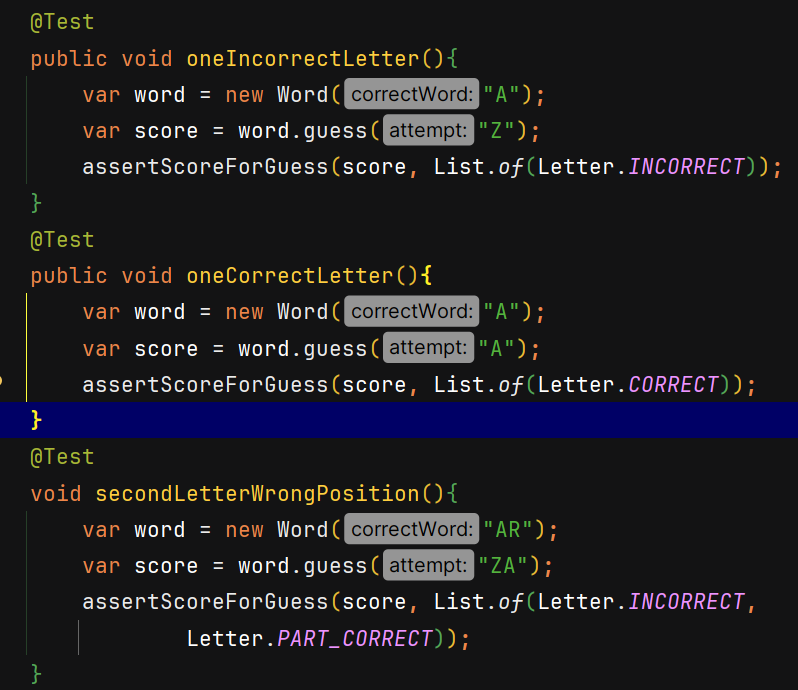 @Test
public void oneIncorrectLetter(){
var word = new Word( correctWord: "A");
var score = word.guess( attempt: "Z");
assertScoreForGuess(score, List.of(Letter.INCORRECT));
}
@Test
public void oneCorrectLetter(){
var word = new Word( correctWord: "A");
var score = word.guess( attempt: "A");
assertScoreForGuess(score, List.of(Letter.CORRECT));
}
@Test
void secondLetterWrongPosition(){
var word = new Word( correctWord: "AR");
var score = word.guess( attempt: "ZA");
assertScoreForGuess(score, List.of(Letter.INCORRECT,
Letter.PART_CORRECT));
}